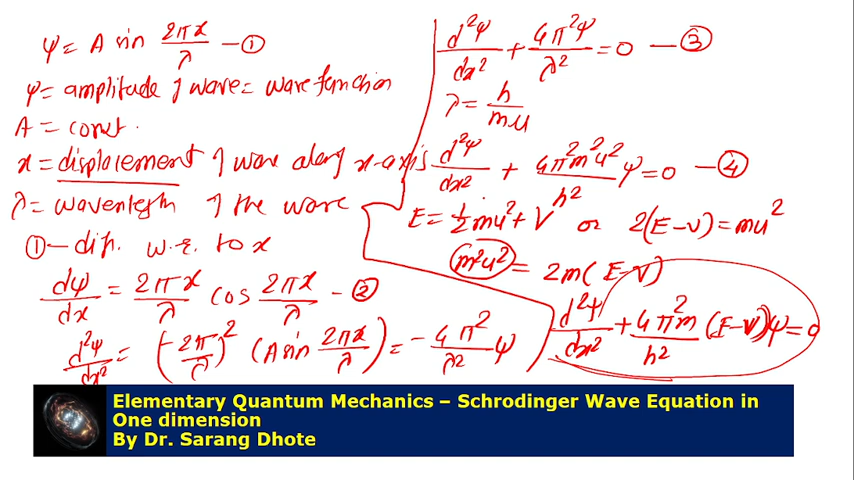 ψ = A sin 2πx/λ — ①
ψ = amplitude of wave = wave function
A = const.
x = displacement of wave along x-axis
λ = wavenlegth of the wave
① — diff. w.r. to x
dψ/dx = 2πx/λ cos 2πx/λ — ②
d²ψ/dx² = (-2π/λ)² (A sin 2πx/λ) = -4π²/λ² ψ
d²ψ/dx² + 4π²ψ/λ² = 0 — ③
λ = h/mu
d²ψ/dx² + 4π²m²u²/h² ψ = 0 — ④
E = ½mu² + V or 2(E-V) = mu²
m²u² = 2m(E-V)
d²ψ/dx² + 4π²m/h² (E-V)ψ = 0
Elementary Quantum Mechanics – Schrodinger Wave Equation in
One dimension
By Dr. Sarang Dhote